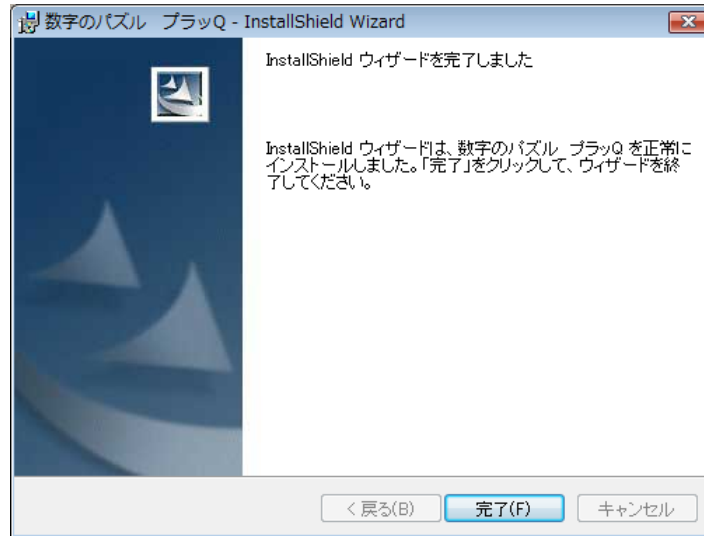 数字のパズル　プラッQ - InstallShield Wizard
InstallShield ウィザードを完了しました
InstallShield ウィザードは、数字のパズル　プラッQ を正常に
インストールしました。「完了」をクリックして、ウィザードを終
了してください。
< 戻る(B) 完了(F) キャンセル